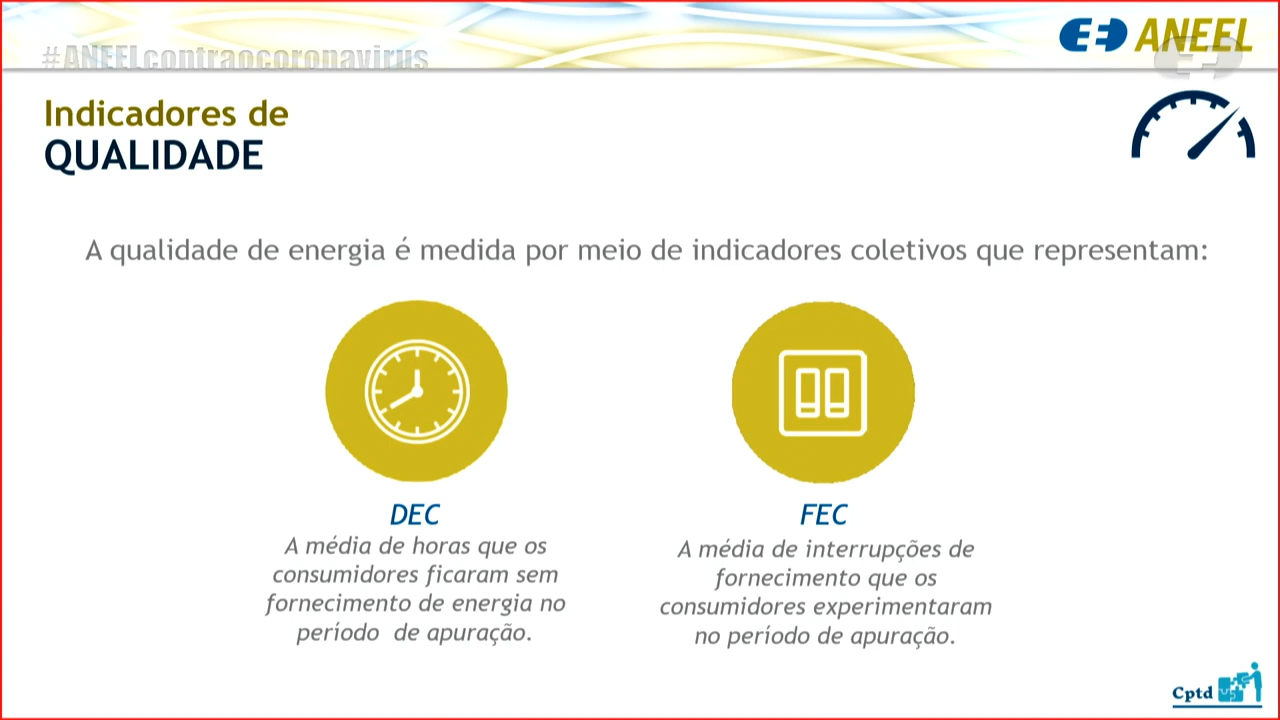 #ANEELcontraocoronavirus
ANEEL
Indicadores de
QUALIDADE
A qualidade de energia é medida por meio de indicadores coletivos que representam:
DEC
A média de horas que os
consumidores ficaram sem
fornecimento de energia no
período de apuração.
FEC
A média de interrupções de
fornecimento que os
consumidores experimentaram
no período de apuração.
Cptd